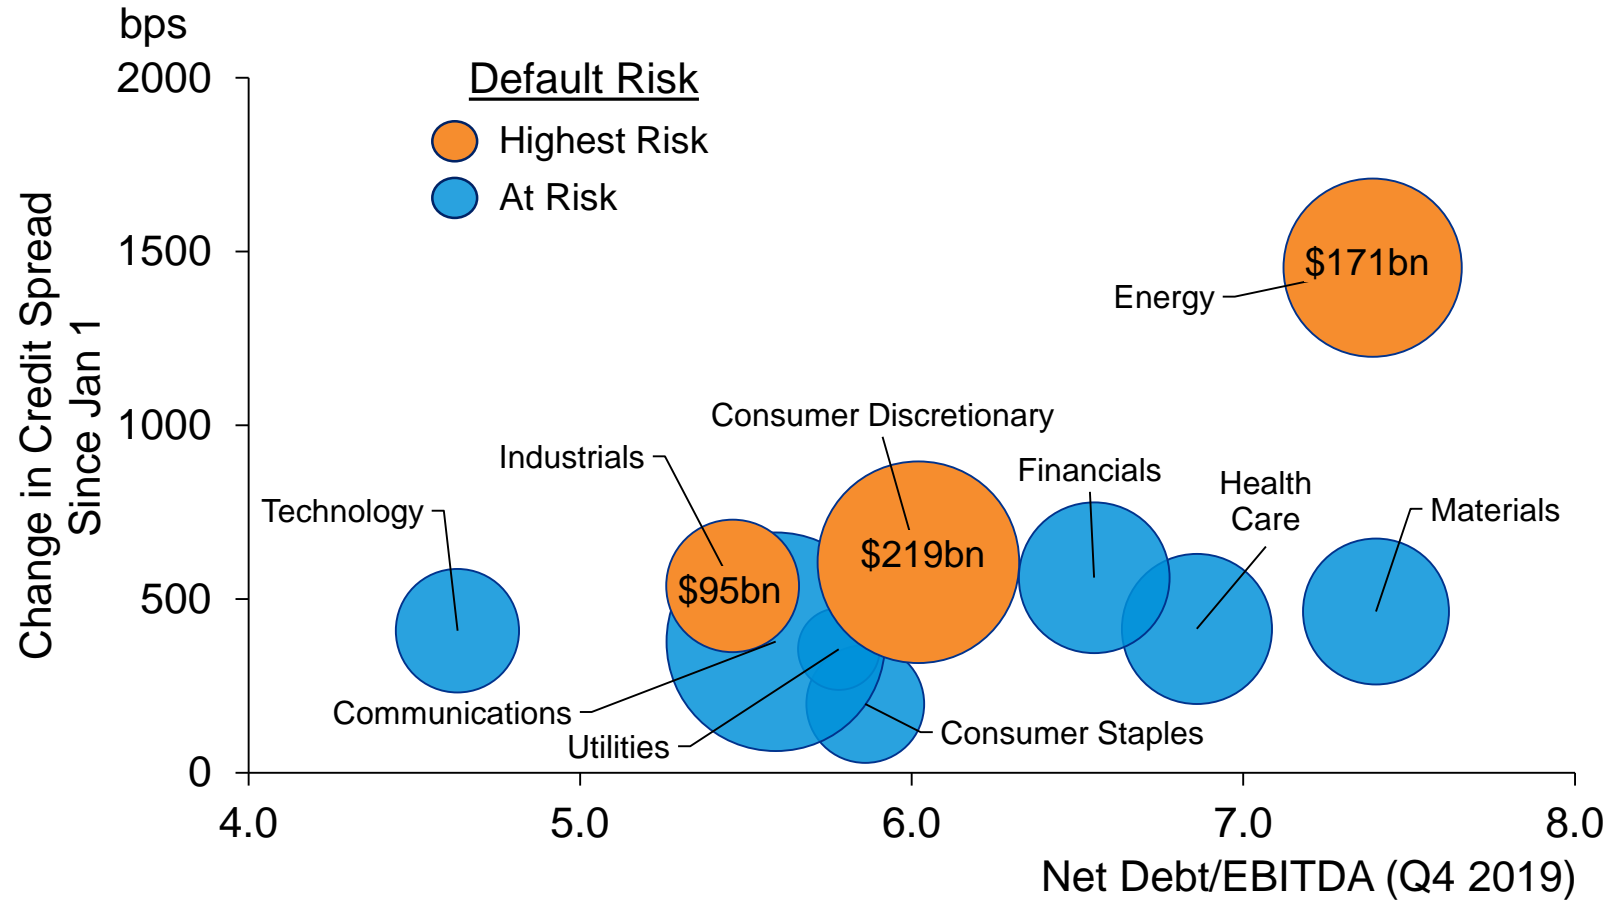 bps
2000
1500
1000
500
0
Change in Credit Spread
Since Jan 1
Default Risk
Highest Risk
At Risk
$171bn
Energy
Consumer Discretionary
Industrials
Financials
Health
Care
Technology
Materials
$219bn
$95bn
Communications
Utilities
Consumer Staples
4.0
5.0
6.0
7.0
8.0
Net Debt/EBITDA (Q4 2019)